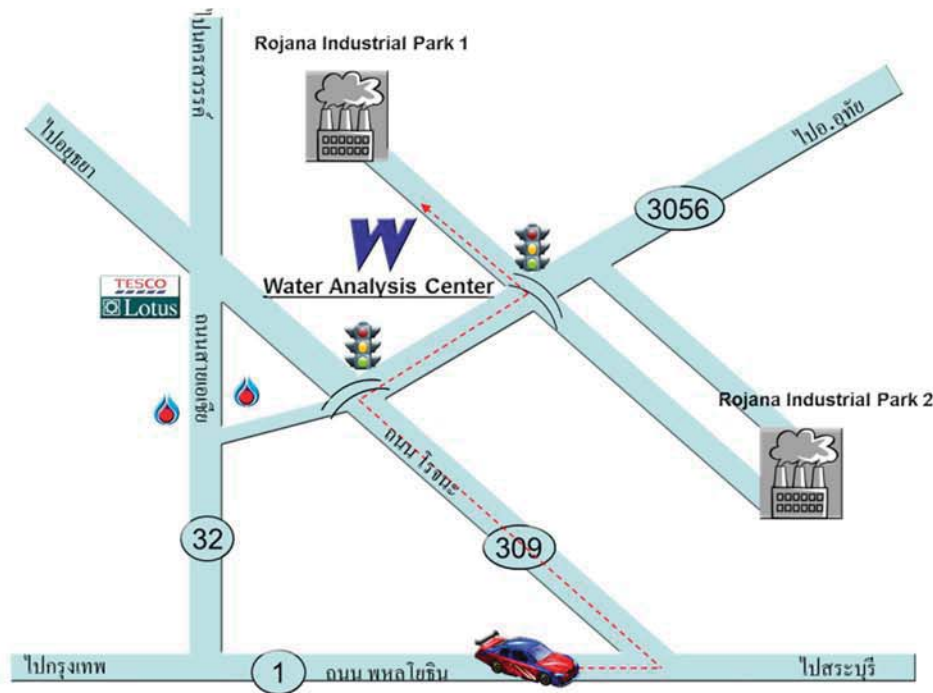 ไปนครสวรรค์
Rojana Industrial Park 1
ไปอยุธยา
ไปอ.อุทัย
3056
W
Water Analysis Center
TESCO
Lotus
ถนนสายเอเชีย
Rojana Industrial Park 2
ถนน โรจนะ
32
309
ไปกรุงเทพ
1
ถนน พหลโยธิน
ไปสระบุรี